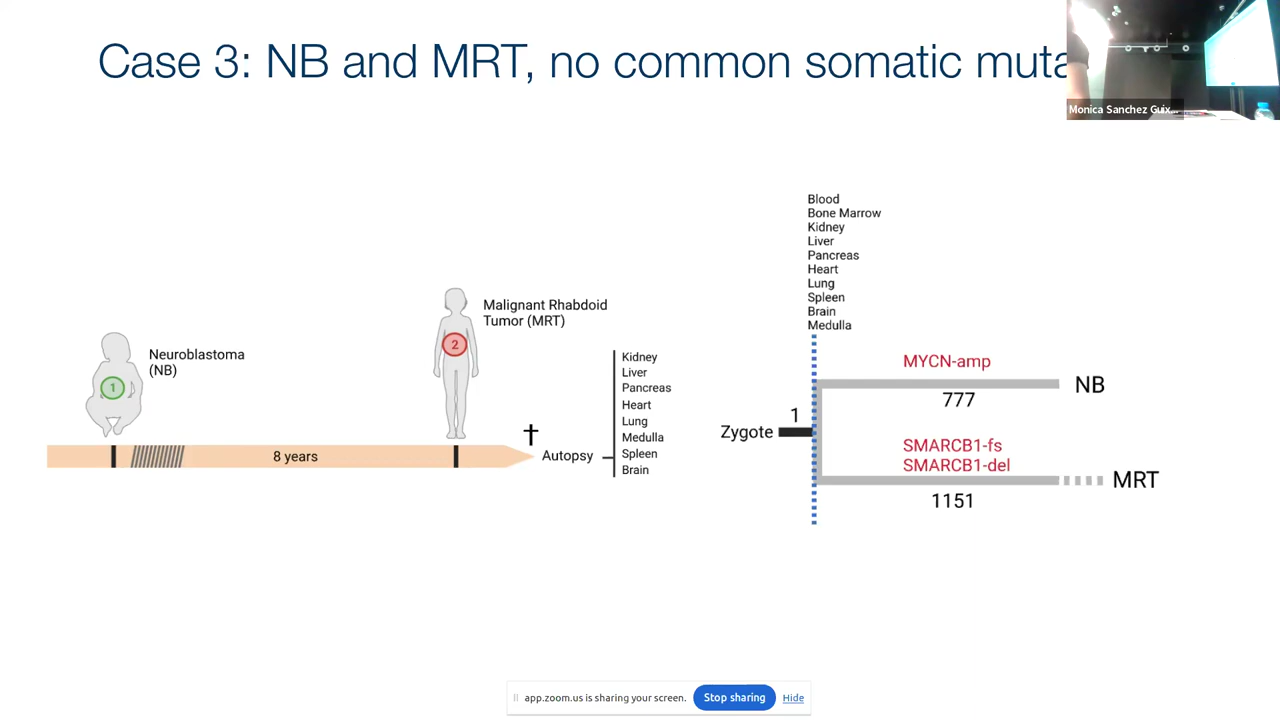 Case 3: NB and MRT, no common somatic muta
Monica Sanchez Guix...
Neuroblastoma
(NB)
1
Malignant Rhabdoid
Tumor (MRT)
2
8 years
Autopsy
Kidney
Liver
Pancreas
Heart
Lung
Medulla
Spleen
Brain
Blood
Bone Marrow
Kidney
Liver
Pancreas
Heart
Lung
Spleen
Brain
Medulla
Zygote
1
MYCN-amp
777
NB
SMARCB1-fs
SMARCB1-del
1151
MRT
app.zoom.us is sharing your screen.
Stop sharing
Hide